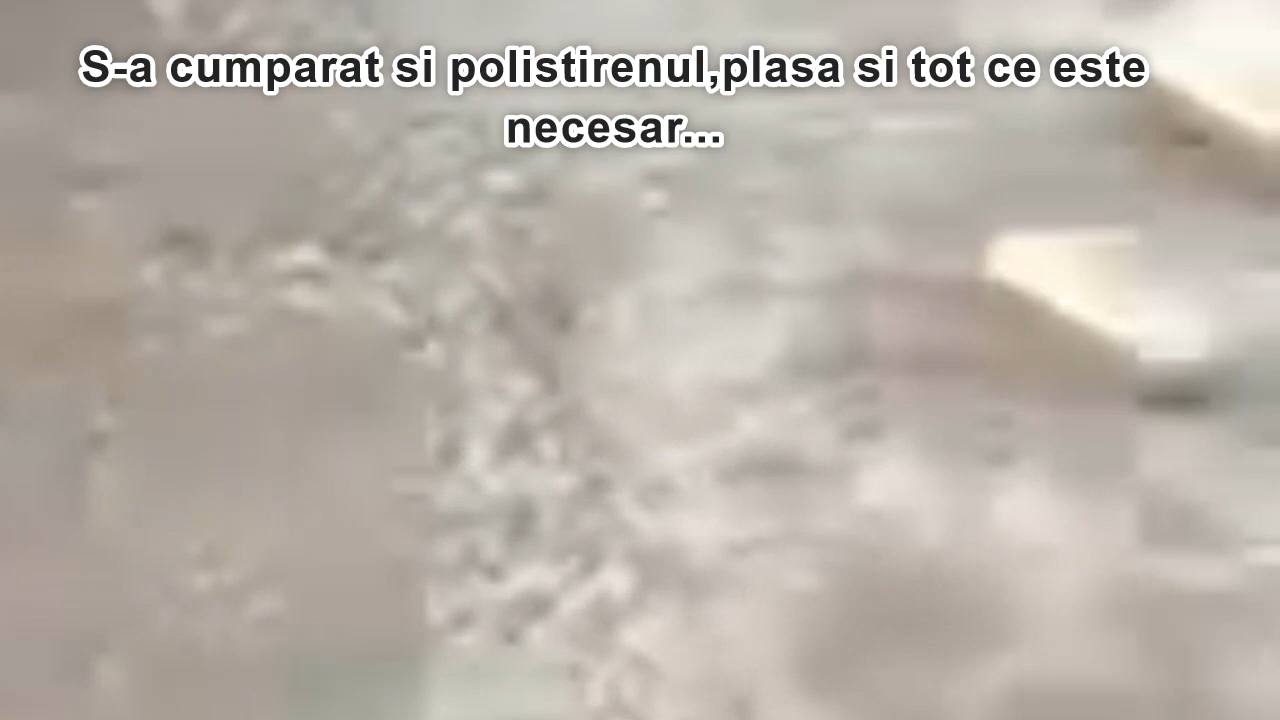 S-a cumparat si polistirenul,plasa si tot ce este
necesar...